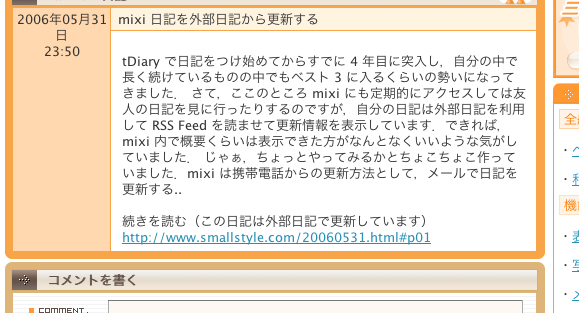 2006年05月31
日
23:50
mixi 日記を外部日記から更新する
tDiary で日記をつけ始めてからすでに 4 年目に突入し，自分の中で
長く続けているものの中でもベスト 3 に入るくらいの勢いになって
きました． さて，ここのところ mixi にも定期的にアクセスしては友
人の日記を見に行ったりするのですが，自分の日記は外部日記を利用
して RSS Feed を読ませて更新情報を表示しています．できれば，
mixi 内で概要くらいは表示できた方がなんとなくいいような気がし
ていました． じゃぁ，ちょっとやってみるかとちょこちょこ作って
いました．mixi は携帯電話からの更新方法として，メールで日記を
更新する..
続きを読む（この日記は外部日記で更新しています）
http://www.smallstyle.com/20060531.html#p01
コメントを書く
COMMENT